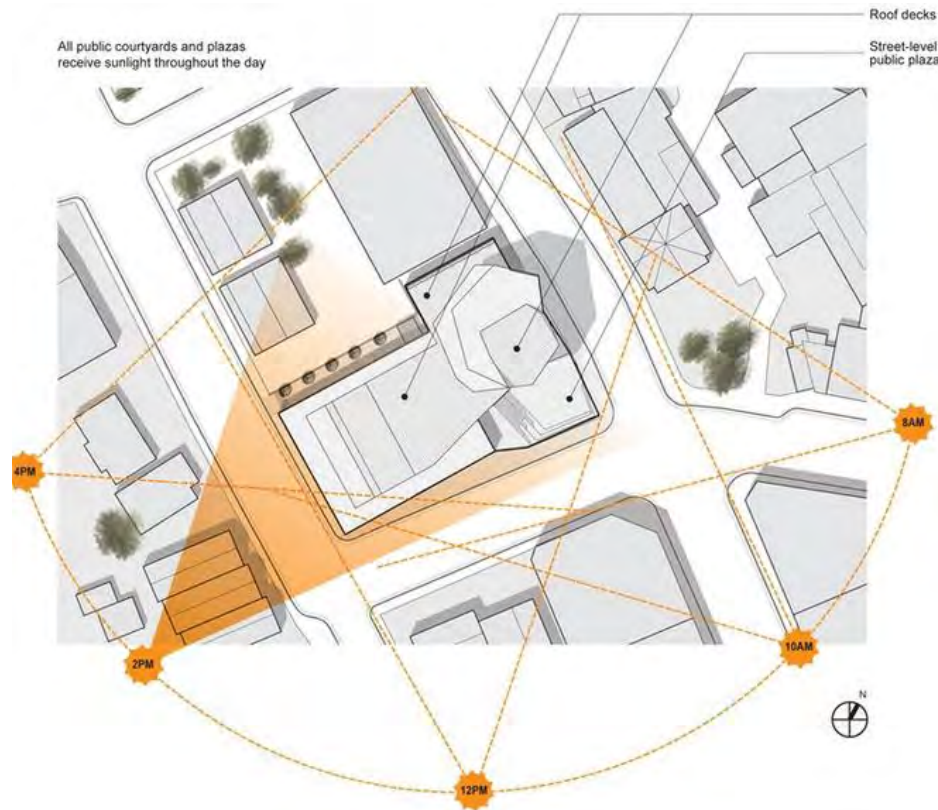 Roof decks
All public courtyards and plazas
receive sunlight throughout the day
Street-level
public plaza
8AM
4PM
10AM
2PM
N
12PM